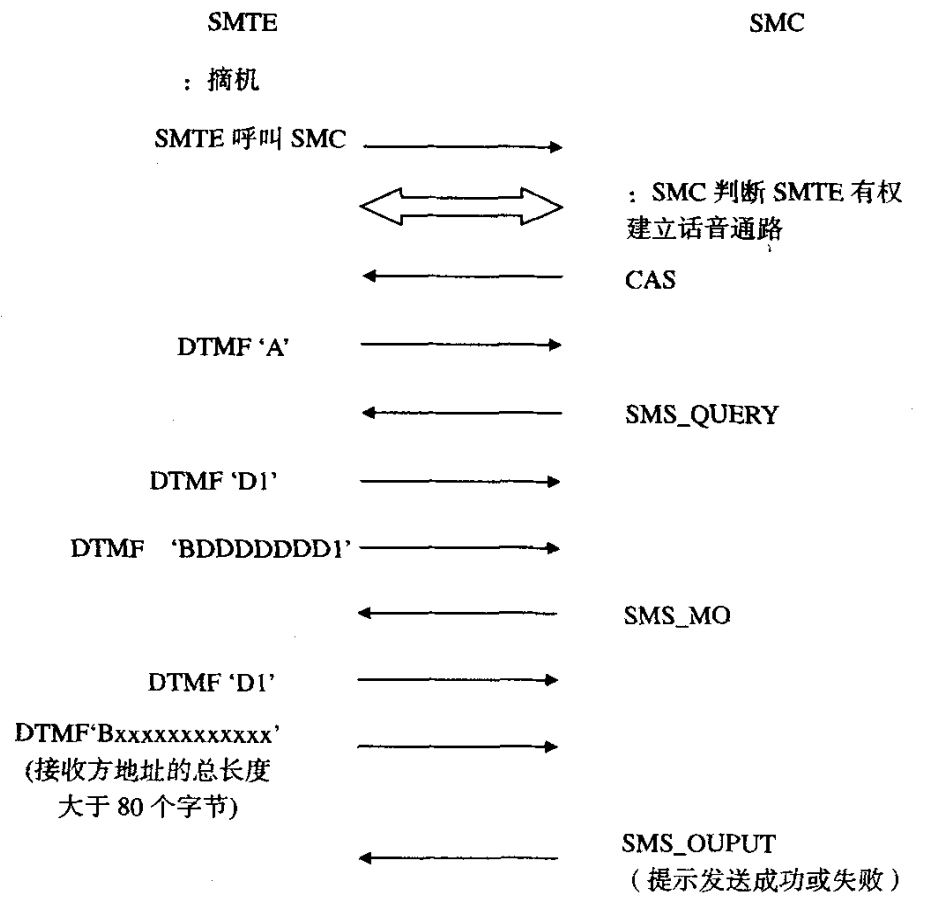 SMTE SMC
：摘机
SMTE 呼叫 SMC
：SMC 判断 SMTE 有权
建立话音通路
CAS
DTMF ‘A’
SMS_QUERY
DTMF ‘D1’
DTMF ‘BDDDDDDD1’
SMS_MO
DTMF ‘D1’
DTMF‘Bxxxxxxxxxxxx’
(接收方地址的总长度
大于 80 个字节)
SMS_OUPUT
（提示发送成功或失败）